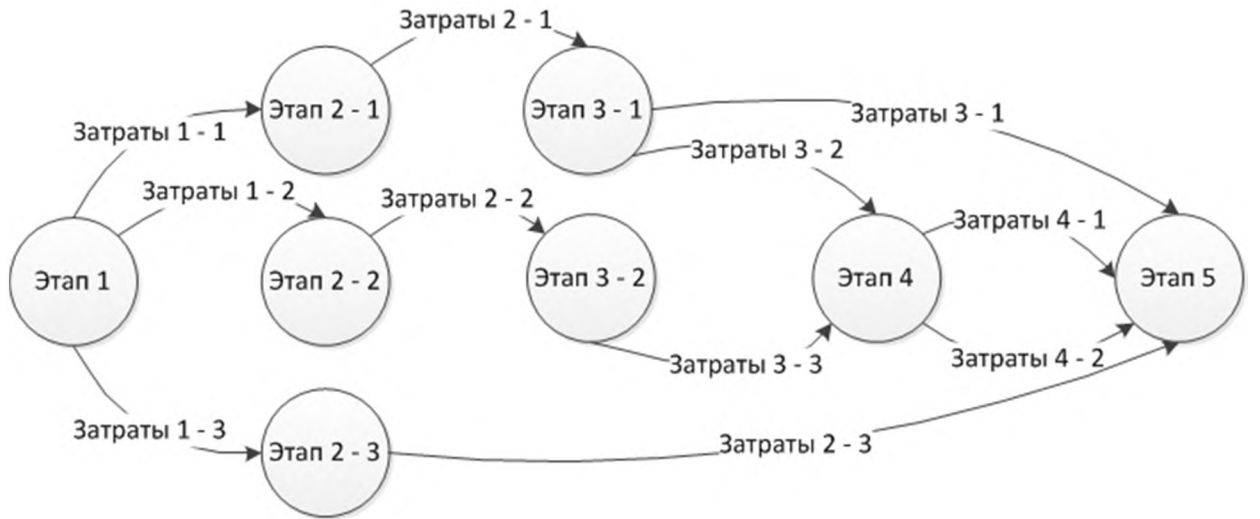 Затраты 2 - 1
Этап 2 - 1
Этап 3 - 1
Затраты 3 - 1
Затраты 1 - 1
Затраты 3 - 2
Затраты 1 - 2
Затраты 2 - 2
Затраты 4 - 1
Этап 1
Этап 2 - 2
Этап 3 - 2
Этап 4
Этап 5
Затраты 3 - 3
Затраты 4 - 2
Затраты 1 - 3
Этап 2 - 3
Затраты 2 - 3